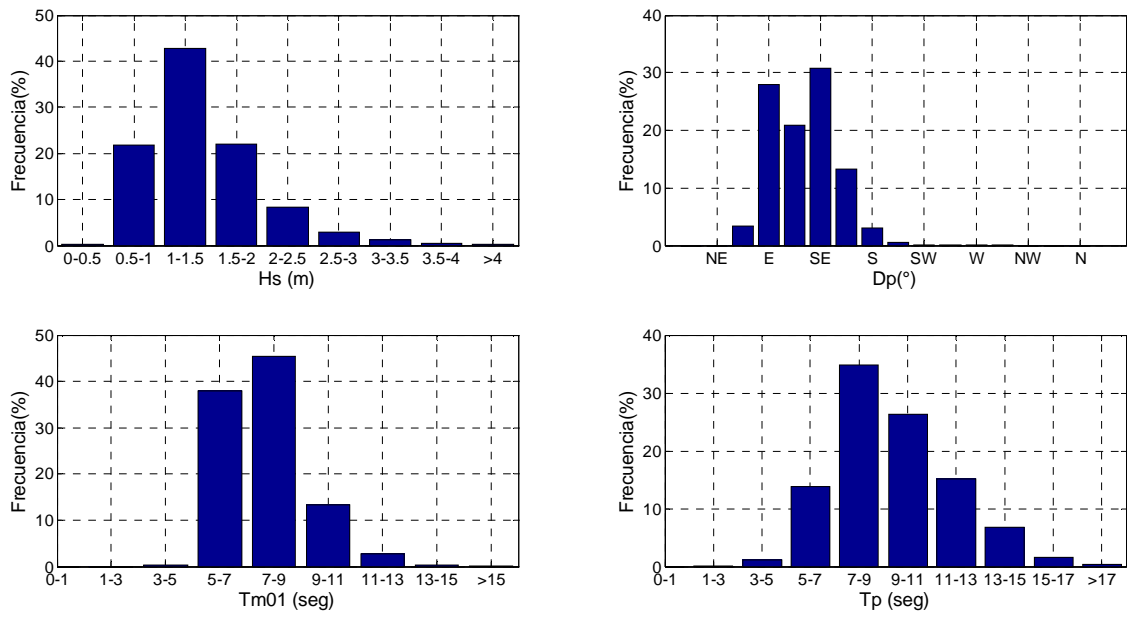 50
40
30
20
10
0
Frecuencia(%)
0-0.5 0.5-1 1-1.5 1.5-2 2-2.5 2.5-3 3-3.5 3.5-4 >4
Hs (m)
40
30
20
10
0
Frecuencia(%)
NE E SE S SW W NW N
Dp(°)
50
40
30
20
10
0
Frecuencia(%)
0-1 1-3 3-5 5-7 7-9 9-11 11-13 13-15 >15
Tm01 (seg)
40
30
20
10
0
Frecuencia(%)
0-1 1-3 3-5 5-7 7-9 9-11 11-13 13-15 15-17 >17
Tp (seg)